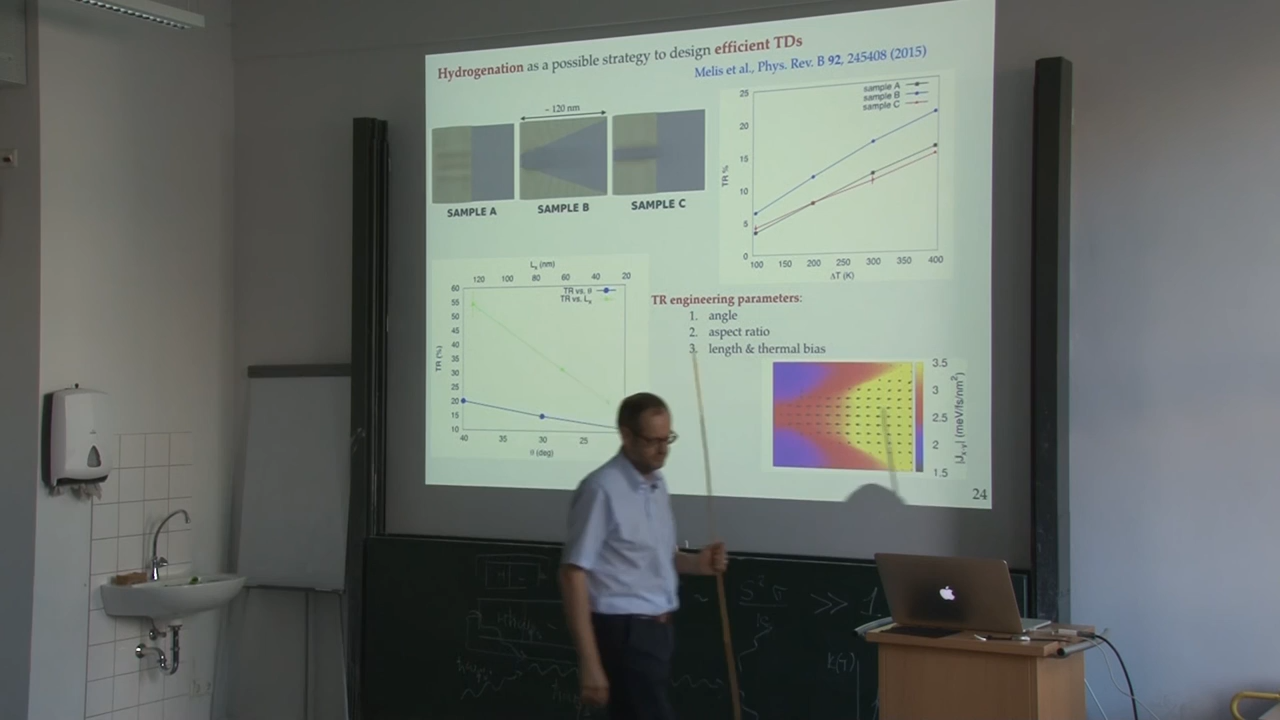 Hydrogenation as a possible strategy to design efficient TDs
Melis et al., Phys. Rev. B 92, 245408 (2015)
~ 120 nm
SAMPLE A
SAMPLE B
SAMPLE C
sample A
sample B
sample C
25
20
15
10
5
0
TR %
100 150 200 250 300 350 400
ΔT (K)
L (nm)
120 100 80 60 40 20
TR vs. θ
TR vs. L
60
55
50
45
40
35
30
25
20
15
10
TR (%)
40 35 30 25
θ (deg)
TR engineering parameters:
1. angle
2. aspect ratio
3. length & thermal bias
3.5
3
2.5
2
1.5
(meV/fs/nm²)
24
S² σ
>> 1
K(T)